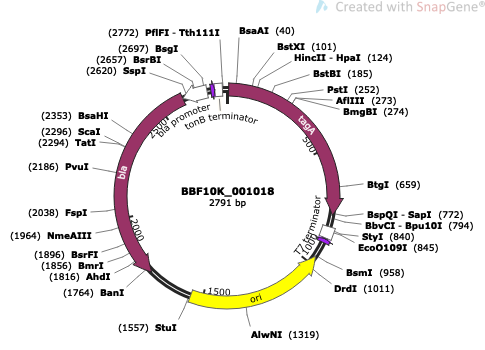 Created with SnapGene®
(2772) PflFI - Tth111I
BsaAI (40)
(2697) BsgI
BstXI (101)
(2657) BsrBI
HincII - HpaI (124)
(2620) SspI
BstBI (185)
PstI (252)
AflIII (273)
BmgBI (274)
bla promoter
tonB terminator
tagA
2500
500
(2353) BsaHI
(2296) ScaI
(2294) TatI
(2186) PvuI
bla
BBF10K_001018
2791 bp
BtgI (659)
(2038) FspI
BspQI - SapI (772)
BbvCI - Bpu10I (794)
StyI (840)
EcoO109I (845)
T7 terminator
2000
1000
(1964) NmeAIII
(1896) BsrFI
(1856) BmrI
(1816) AhdI
(1764) BanI
BsmI (958)
DrdI (1011)
1500
ori
(1557) StuI
AlwNI (1319)